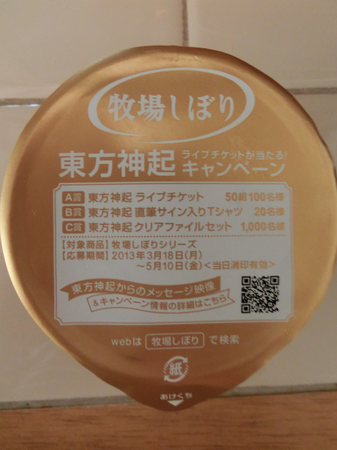 牧場しぼり
東方神起 ライブチケットが当たる!
キャンペーン
A賞 東方神起 ライブチケット 50組100名様
B賞 東方神起 直筆サイン入りTシャツ 20名様
C賞 東方神起 クリアファイルセット 1,000名様
【対象商品】牧場しぼりシリーズ
【応募期間】2013年3月18日(月)
〜5月10日(金)<当日消印有効>
東方神起からのメッセージ映像
&キャンペーン情報の詳細はこちら
webは 牧場しぼり で検索
紙
あけくち